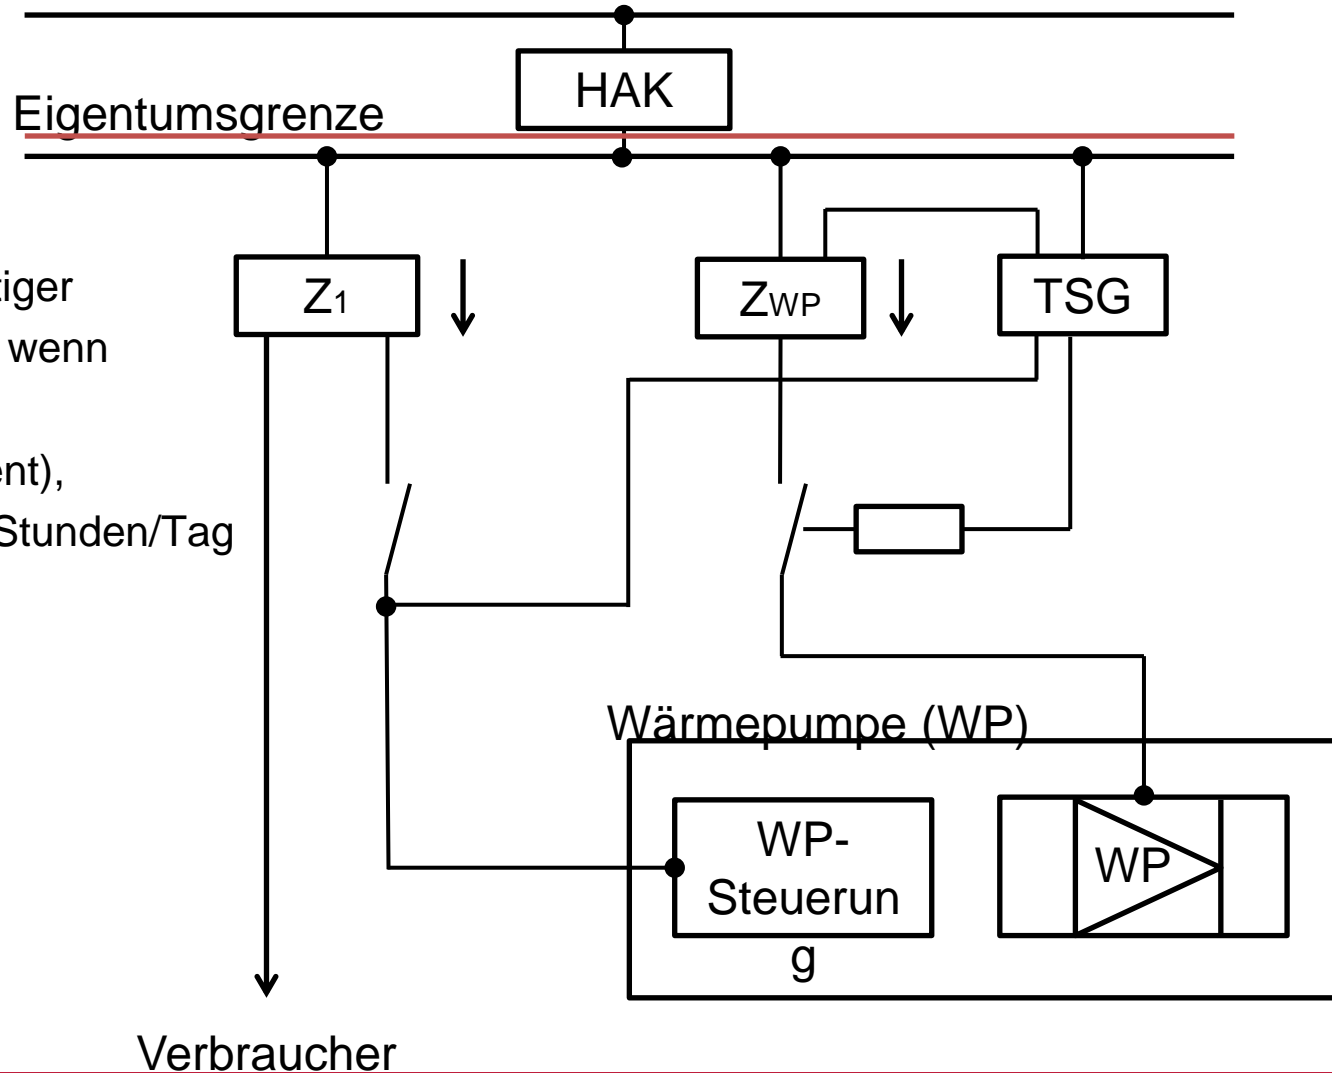 HAK
Eigentumsgrenze
tiger
wenn
ent),
Stunden/Tag
Z1
ZWP
TSG
Wärmepumpe (WP)
WP-
Steuerun
g
WP
Verbraucher